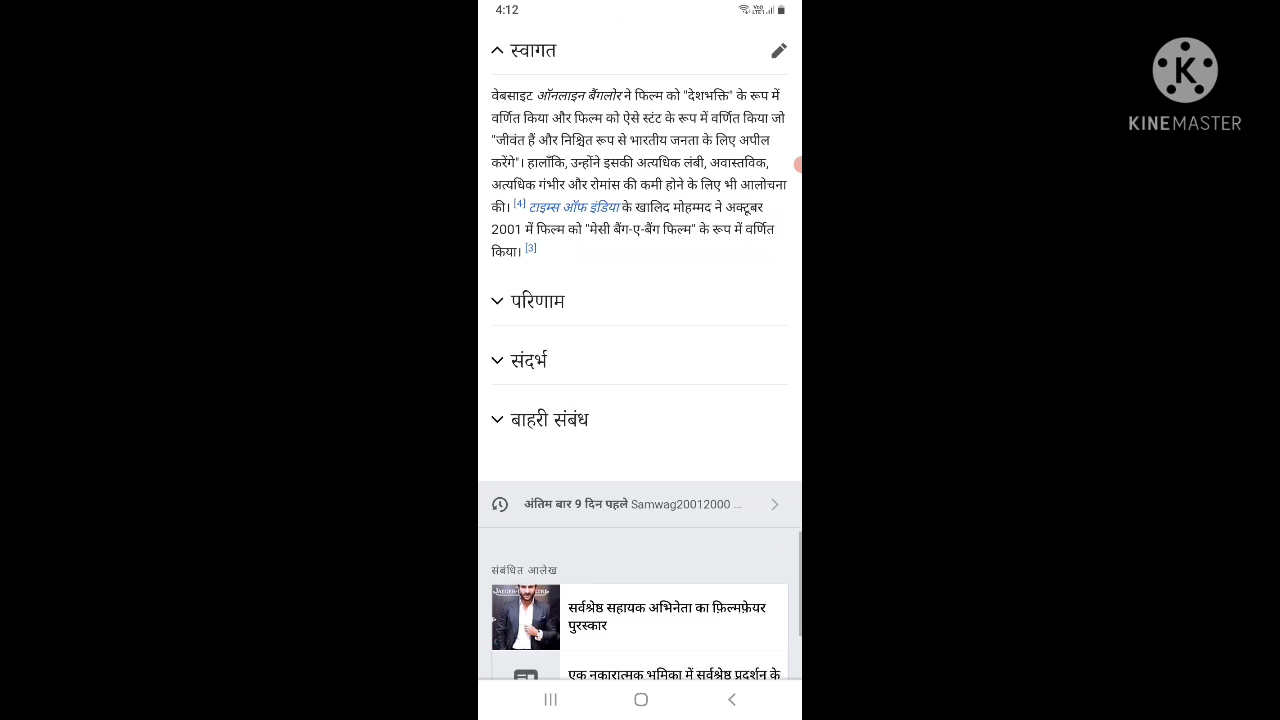 4:12
स्वागत
वेबसाइट ऑनलाइन बैंगलोर ने फिल्म को "देशभक्ति" के रूप में
वर्णित किया और फिल्म को ऐसे स्टंट के रूप में वर्णित किया जो
"जीवंत हैं और निश्चित रूप से भारतीय जनता के लिए अपील
करेंगे"। हालाँकि, उन्होंने इसकी अत्यधिक लंबी, अवास्तविक,
अत्यधिक गंभीर और रोमांस की कमी होने के लिए भी आलोचना
की। [4] टाइम्स ऑफ इंडिया के खालिद मोहम्मद ने अक्टूबर
2001 में फिल्म को "मेसी बैंग-ए-बैंग फिल्म" के रूप में वर्णित
किया। [3]
परिणाम
संदर्भ
बाहरी संबंध
अंतिम बार 9 दिन पहले Samwag20012000 ...
संबंधित आलेख
सर्वश्रेष्ठ सहायक अभिनेता का फ़िल्मफ़ेयर
पुरस्कार
एक नकारात्मक भूमिका में सर्वश्रेष्ठ प्रदर्शन के
K
KINEMASTER